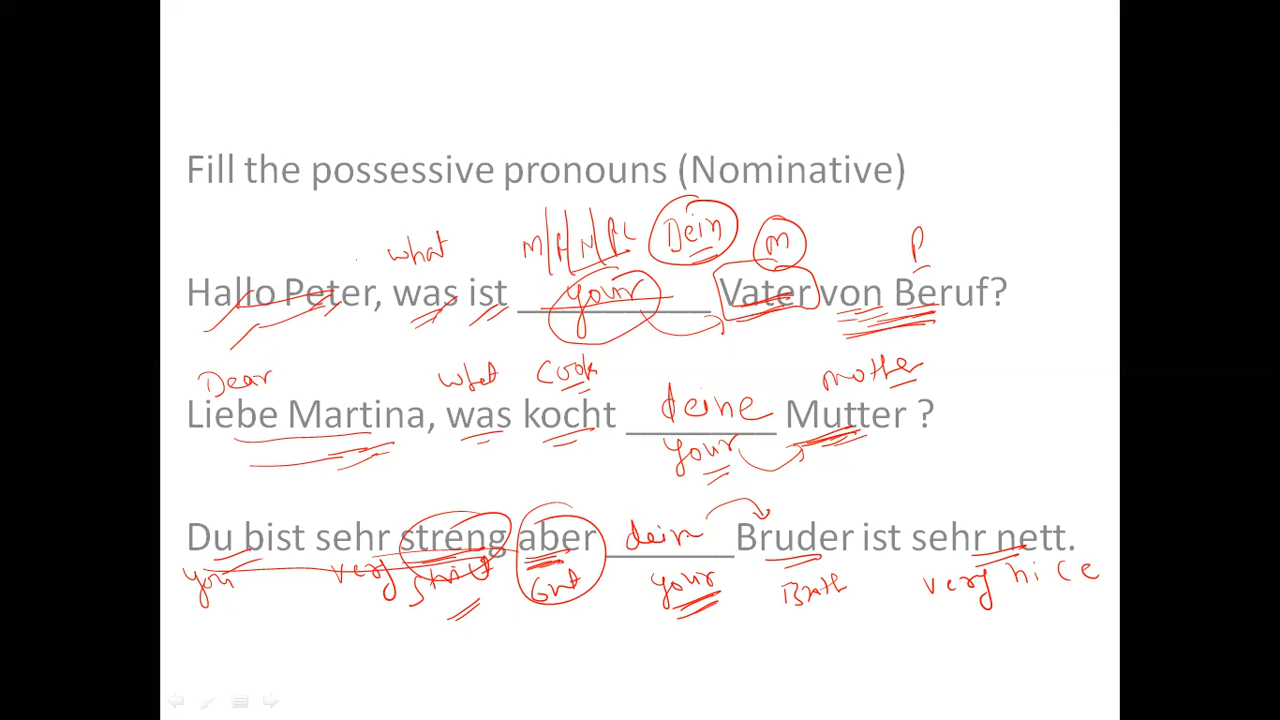 Fill the possessive pronouns (Nominative)
M | F | N | PL Dein M
what P
Hallo Peter, was ist your Vater von Beruf?
Dear what cook mother
Liebe Martina, was kocht deine Mutter ?
your
Du bist sehr streng aber dein Bruder ist sehr nett.
you very strict your very nice